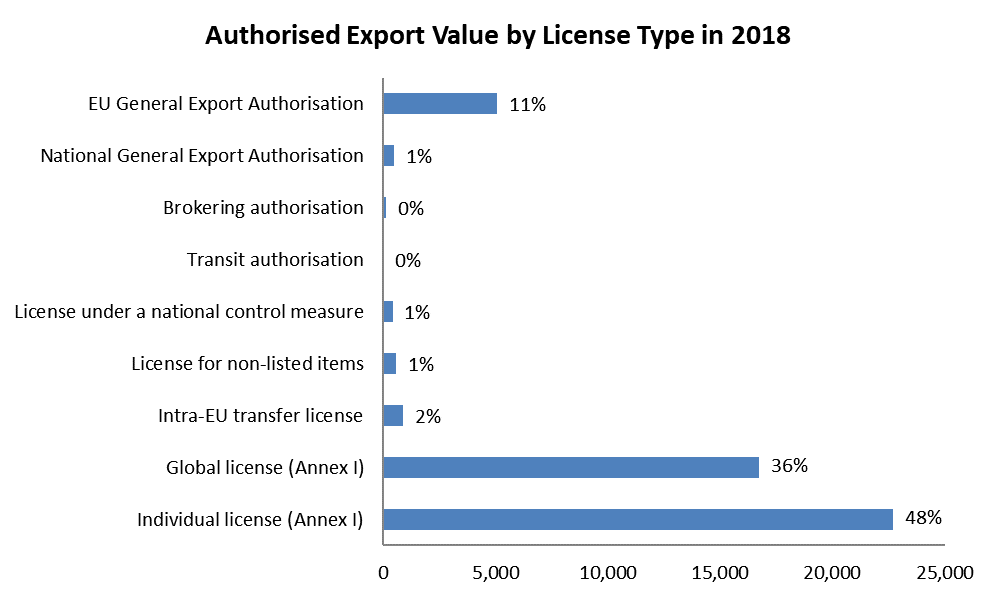 Authorised Export Value by License Type in 2018
EU General Export Authorisation 11%
National General Export Authorisation 1%
Brokering authorisation 0%
Transit authorisation 0%
License under a national control measure 1%
License for non-listed items 1%
Intra-EU transfer license 2%
Global license (Annex I) 36%
Individual license (Annex I) 48%
0 5,000 10,000 15,000 20,000 25,000